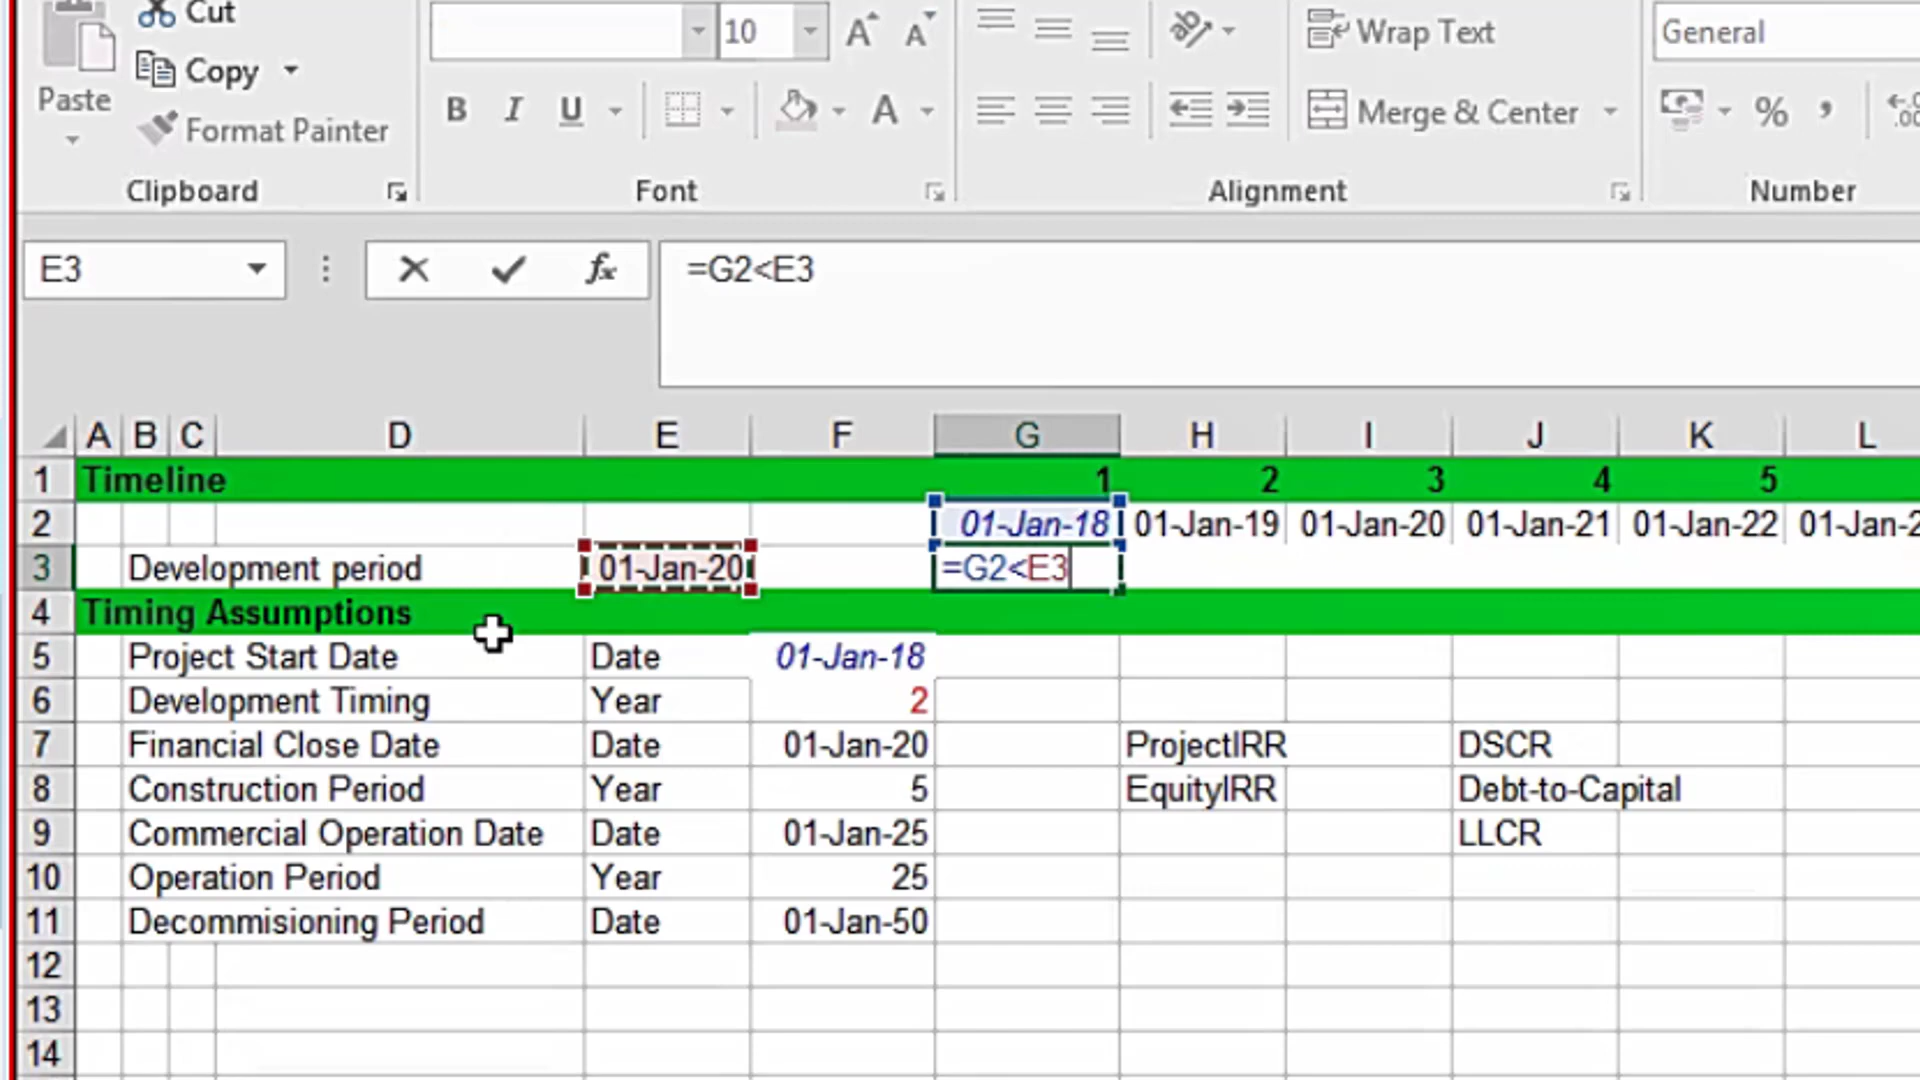 Cut
10
Wrap Text
General
Copy
Paste
B I U
A
Merge & Center
%
Format Painter
Clipboard
Font
Alignment
Number
E3
fx
=G2<E3
A B C D E F G H I J K L
1 Timeline 1 2 3 4 5
2 01-Jan-18 01-Jan-19 01-Jan-20 01-Jan-21 01-Jan-22
3 Development period 01-Jan-20 =G2<E3
4 Timing Assumptions
5 Project Start Date Date 01-Jan-18
6 Development Timing Year 2
7 Financial Close Date Date 01-Jan-20 ProjectIRR DSCR
8 Construction Period Year 5 EquityIRR Debt-to-Capital
9 Commercial Operation Date Date 01-Jan-25 LLCR
10 Operation Period Year 25
11 Decommisioning Period Date 01-Jan-50
12
13
14